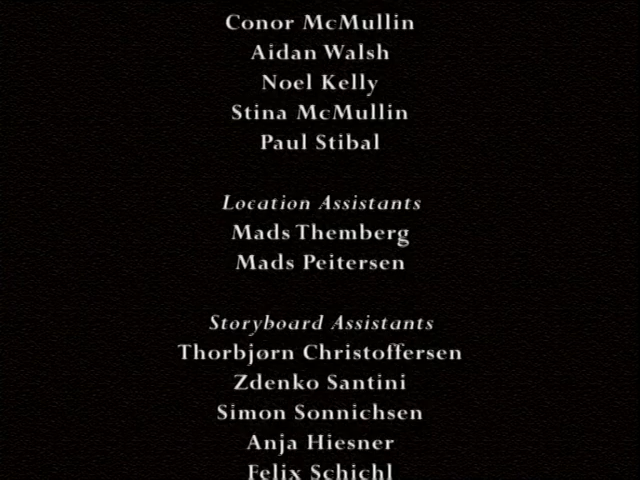 Conor McMullin
Aidan Walsh
Noel Kelly
Stina McMullin
Paul Stibal
Location Assistants
Mads Themberg
Mads Peitersen
Storyboard Assistants
Thorbjørn Christoffersen
Zdenko Santini
Simon Sonnichsen
Anja Hiesner
Felix Schichl